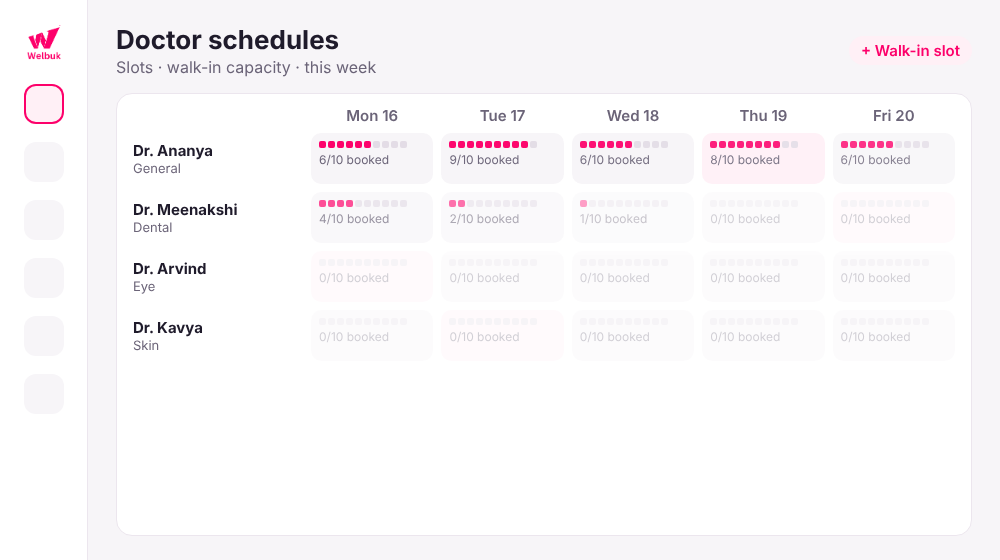 Welbuk
Doctor schedules
Slots · walk-in capacity · this week
+ Walk-in slot
Mon 16 Tue 17 Wed 18 Thu 19 Fri 20
Dr. Ananya
General
6/10 booked 9/10 booked 6/10 booked 8/10 booked 6/10 booked
Dr. Meenakshi
Dental
4/10 booked 2/10 booked 1/10 booked 0/10 booked 0/10 booked
Dr. Arvind
Eye
0/10 booked 0/10 booked 0/10 booked 0/10 booked 0/10 booked
Dr. Kavya
Skin
0/10 booked 0/10 booked 0/10 booked 0/10 booked 0/10 booked